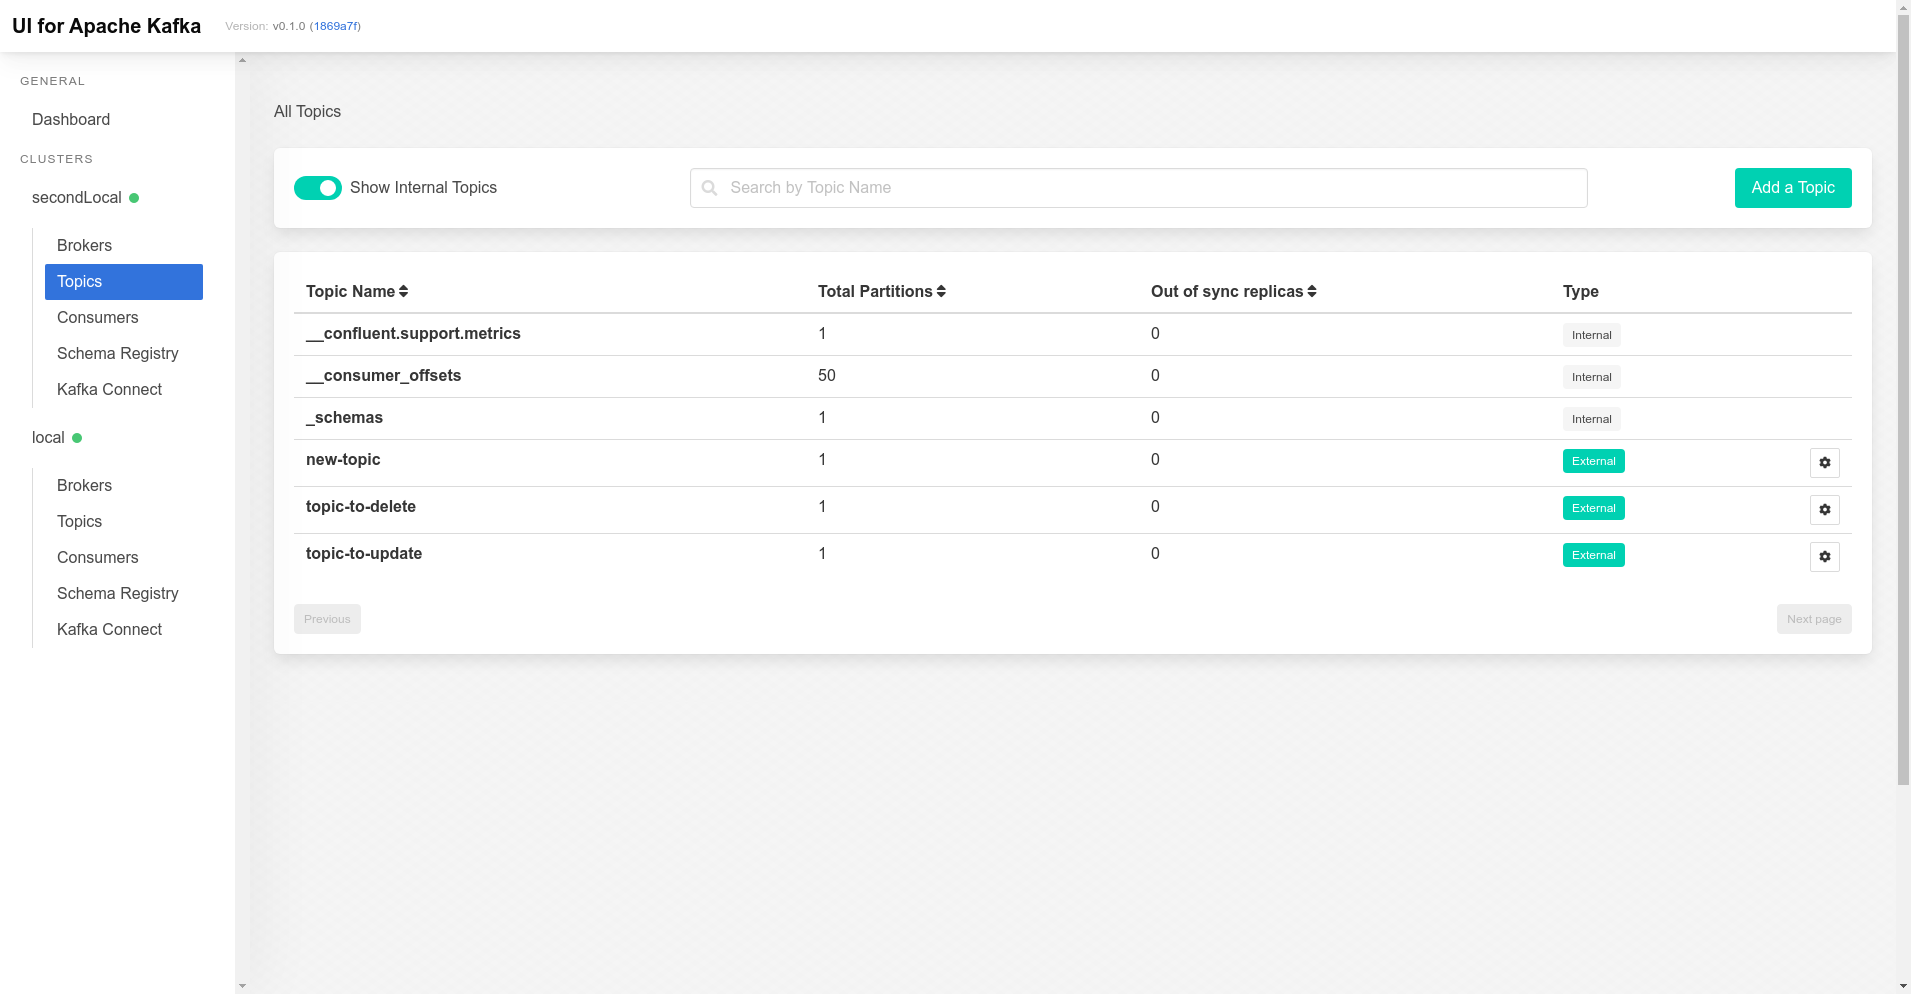 UI for Apache Kafka Version: v0.1.0 (1869a7f)
GENERAL
Dashboard
CLUSTERS
secondLocal
Brokers
Topics
Consumers
Schema Registry
Kafka Connect
local
Brokers
Topics
Consumers
Schema Registry
Kafka Connect
All Topics
Show Internal Topics Search by Topic Name Add a Topic
Topic Name Total Partitions Out of sync replicas Type
__confluent.support.metrics 1 0 Internal
__consumer_offsets 50 0 Internal
_schemas 1 0 Internal
new-topic 1 0 External
topic-to-delete 1 0 External
topic-to-update 1 0 External
Previous Next page